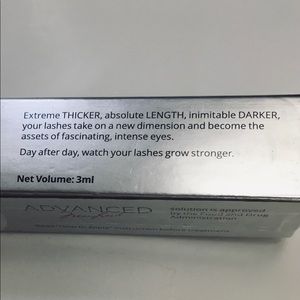 Extreme THICKER, absolute LENGTH, inimitable DARKER,
your lashes take on a new dimension and become the
assets of fascinating, intense eyes.
Day after day, watch your lashes grow stronger.
Net Volume: 3ml
ADVANCED
solution is approved
by the Food and Drug
Administration